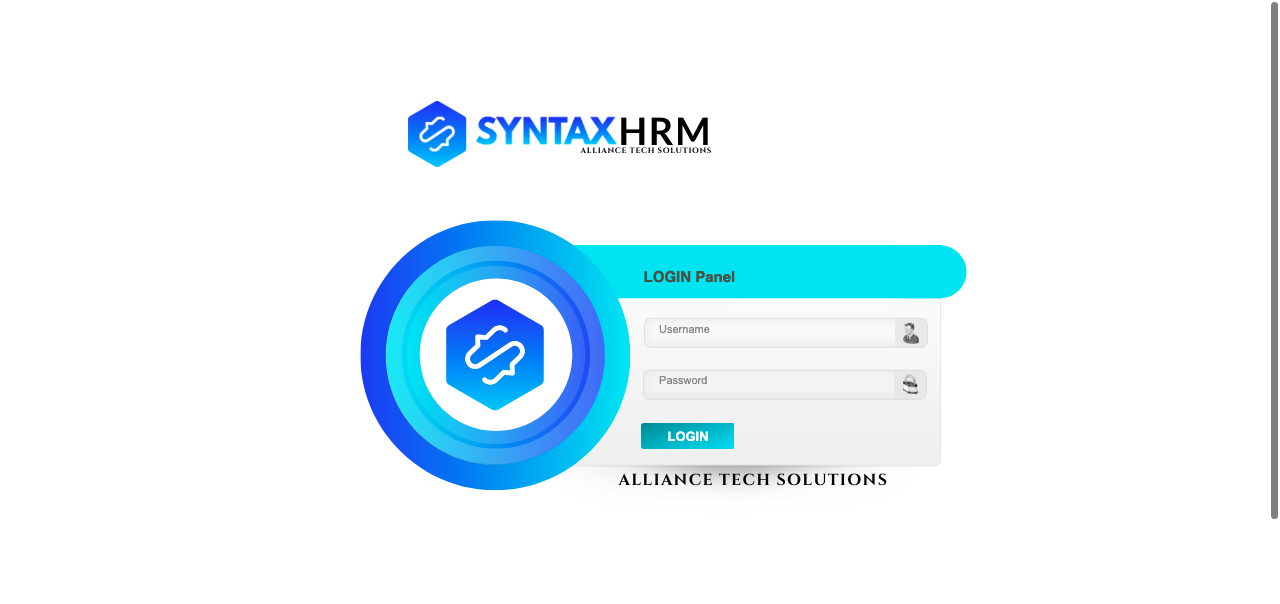 SYNTAXHRM
ALLIANCE TECH SOLUTIONS
LOGIN Panel
Username
Password
LOGIN
ALLIANCE TECH SOLUTIONS